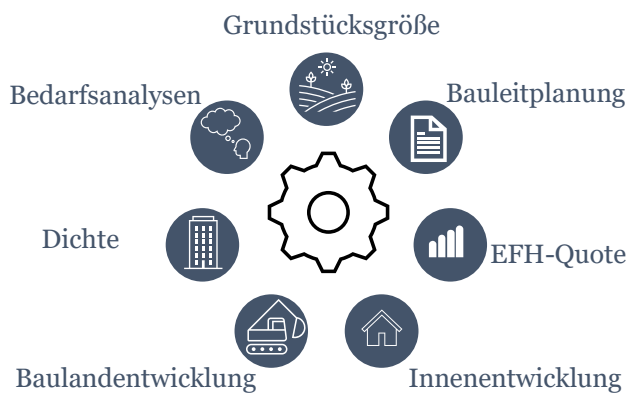 Grundstücksgröße
Bedarfsanalysen
Bauleitplanung
Dichte
EFH-Quote
Baulandentwicklung
Innenentwicklung